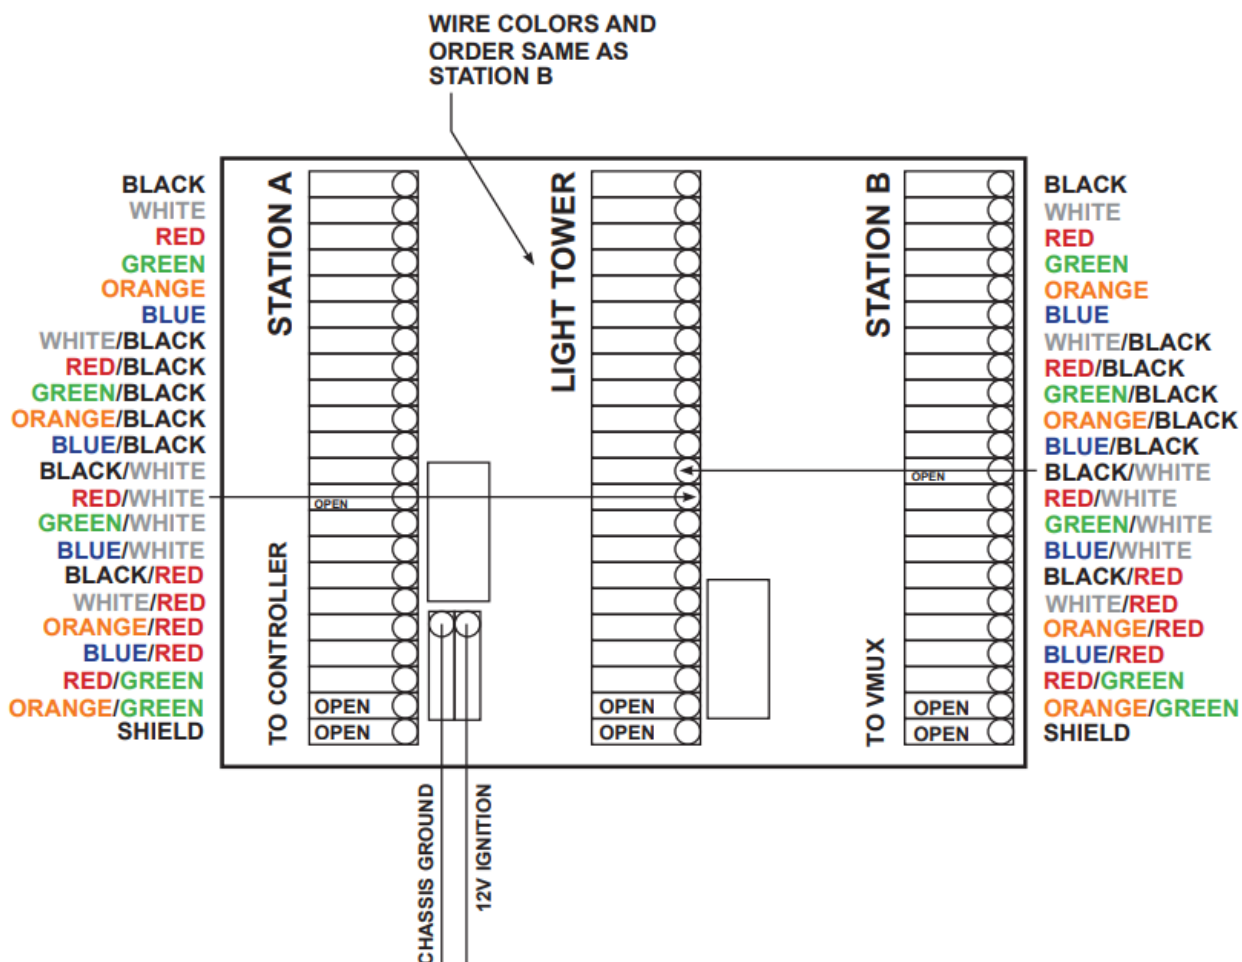 WIRE COLORS AND
ORDER SAME AS
STATION B
BLACK
WHITE
RED
GREEN
ORANGE
BLUE
WHITE/BLACK
RED/BLACK
GREEN/BLACK
ORANGE/BLACK
BLUE/BLACK
BLACK/WHITE
RED/WHITE
GREEN/WHITE
BLUE/WHITE
BLACK/RED
WHITE/RED
ORANGE/RED
BLUE/RED
RED/GREEN
ORANGE/GREEN
SHIELD
STATION A
TO CONTROLLER
OPEN
OPEN
OPEN
LIGHT TOWER
OPEN
OPEN
STATION B
TO VMUX
OPEN
OPEN
OPEN
BLACK
WHITE
RED
GREEN
ORANGE
BLUE
WHITE/BLACK
RED/BLACK
GREEN/BLACK
ORANGE/BLACK
BLUE/BLACK
BLACK/WHITE
RED/WHITE
GREEN/WHITE
BLUE/WHITE
BLACK/RED
WHITE/RED
ORANGE/RED
BLUE/RED
RED/GREEN
ORANGE/GREEN
SHIELD
CHASSIS GROUND
12V IGNITION